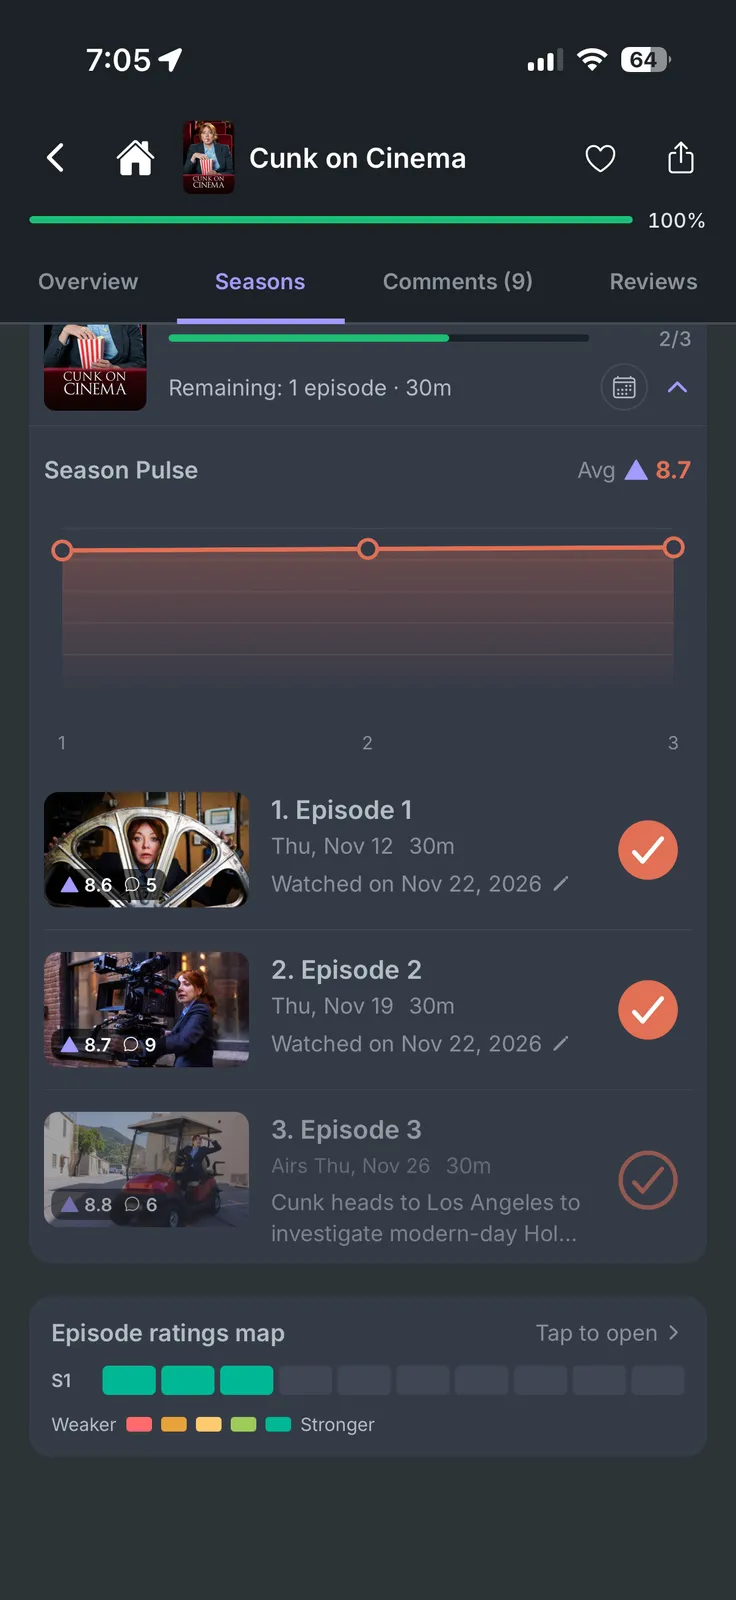 7:05
64
CUNK ON
CINEMA
Cunk on Cinema
100%
Overview
Seasons
Comments (9)
Reviews
2/3
CUNK ON
CINEMA
Remaining: 1 episode · 30m
Season Pulse
Avg 8.7
1
2
3
1. Episode 1
Thu, Nov 12 30m
Watched on Nov 22, 2026
8.6 5
2. Episode 2
Thu, Nov 19 30m
Watched on Nov 22, 2026
8.7 9
3. Episode 3
Airs Thu, Nov 26 30m
Cunk heads to Los Angeles to
investigate modern-day Hol...
8.8 6
Episode ratings map
Tap to open
S1
Weaker
Stronger